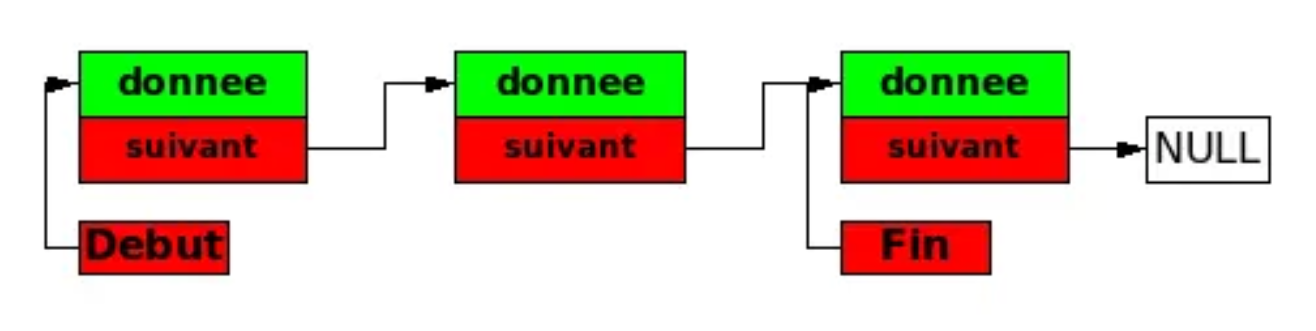 donnee
donnee
donnee
suivant
suivant
suivant
NULL
Debut
Fin